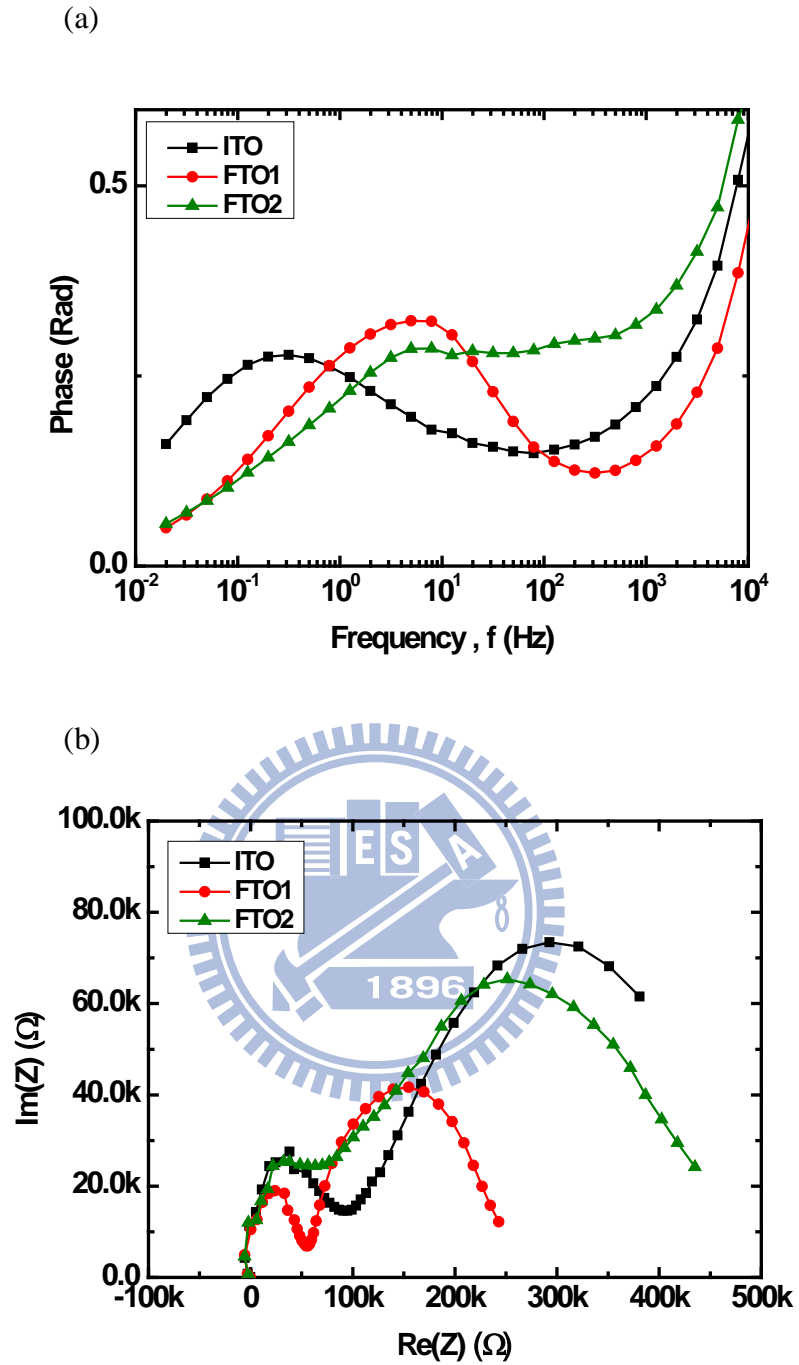 (a)
ITO
FTO1
FTO2
0.5
0.0
Phase (Rad)
10⁻² 10⁻¹ 10⁰ 10¹ 10² 10³ 10⁴
Frequency , f (Hz)
(b)
ITO
FTO1
FTO2
E S A
1896
100.0k
80.0k
60.0k
40.0k
20.0k
0.0
Im(Z) (Ω)
-100k 0 100k 200k 300k 400k 500k
Re(Z) (Ω)